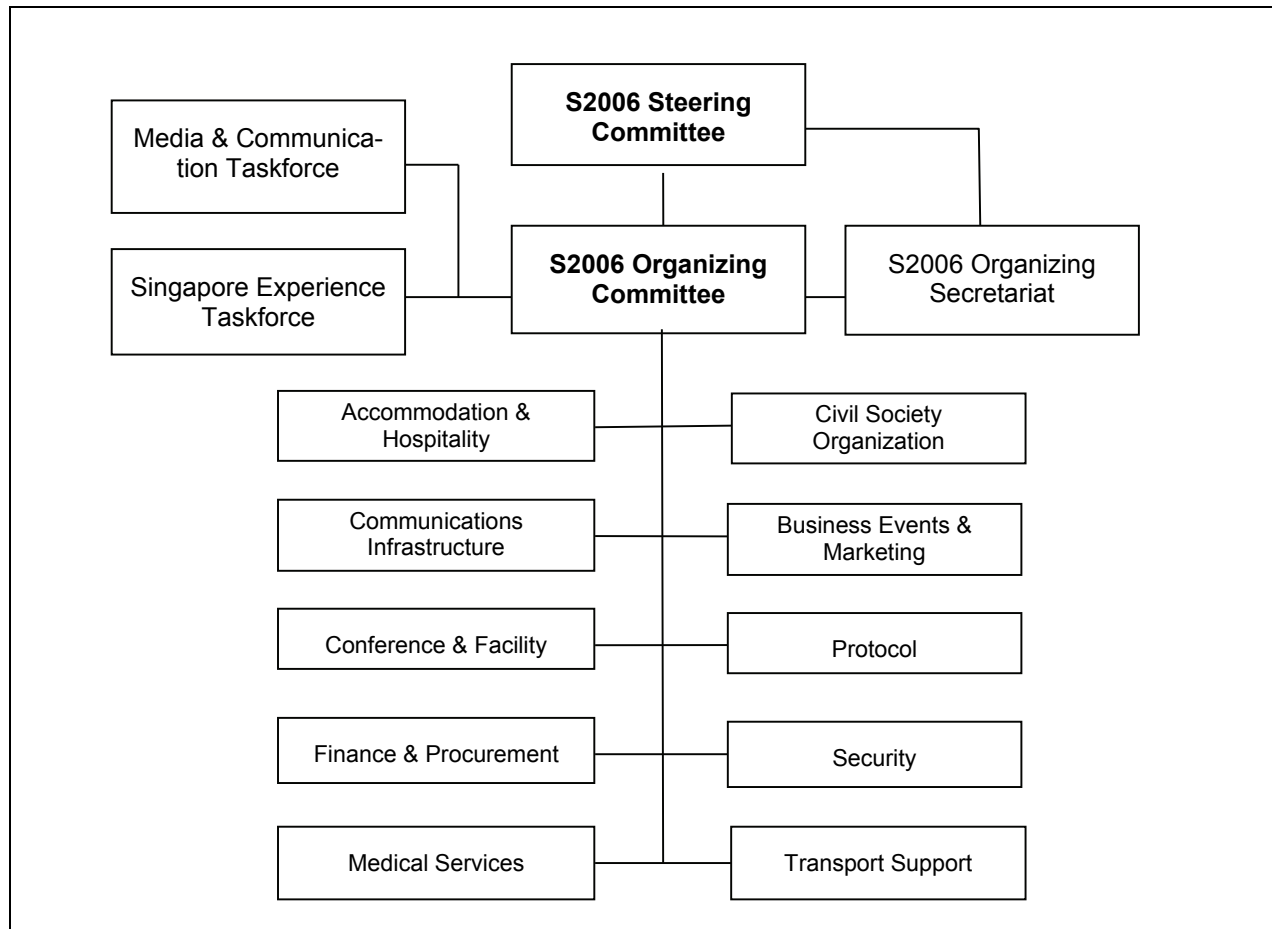 S2006 Steering
Committee
Media & Communica-
tion Taskforce
S2006 Organizing
Committee
S2006 Organizing
Secretariat
Singapore Experience
Taskforce
Accommodation &
Hospitality
Civil Society
Organization
Communications
Infrastructure
Business Events &
Marketing
Conference & Facility
Protocol
Finance & Procurement
Security
Medical Services
Transport Support